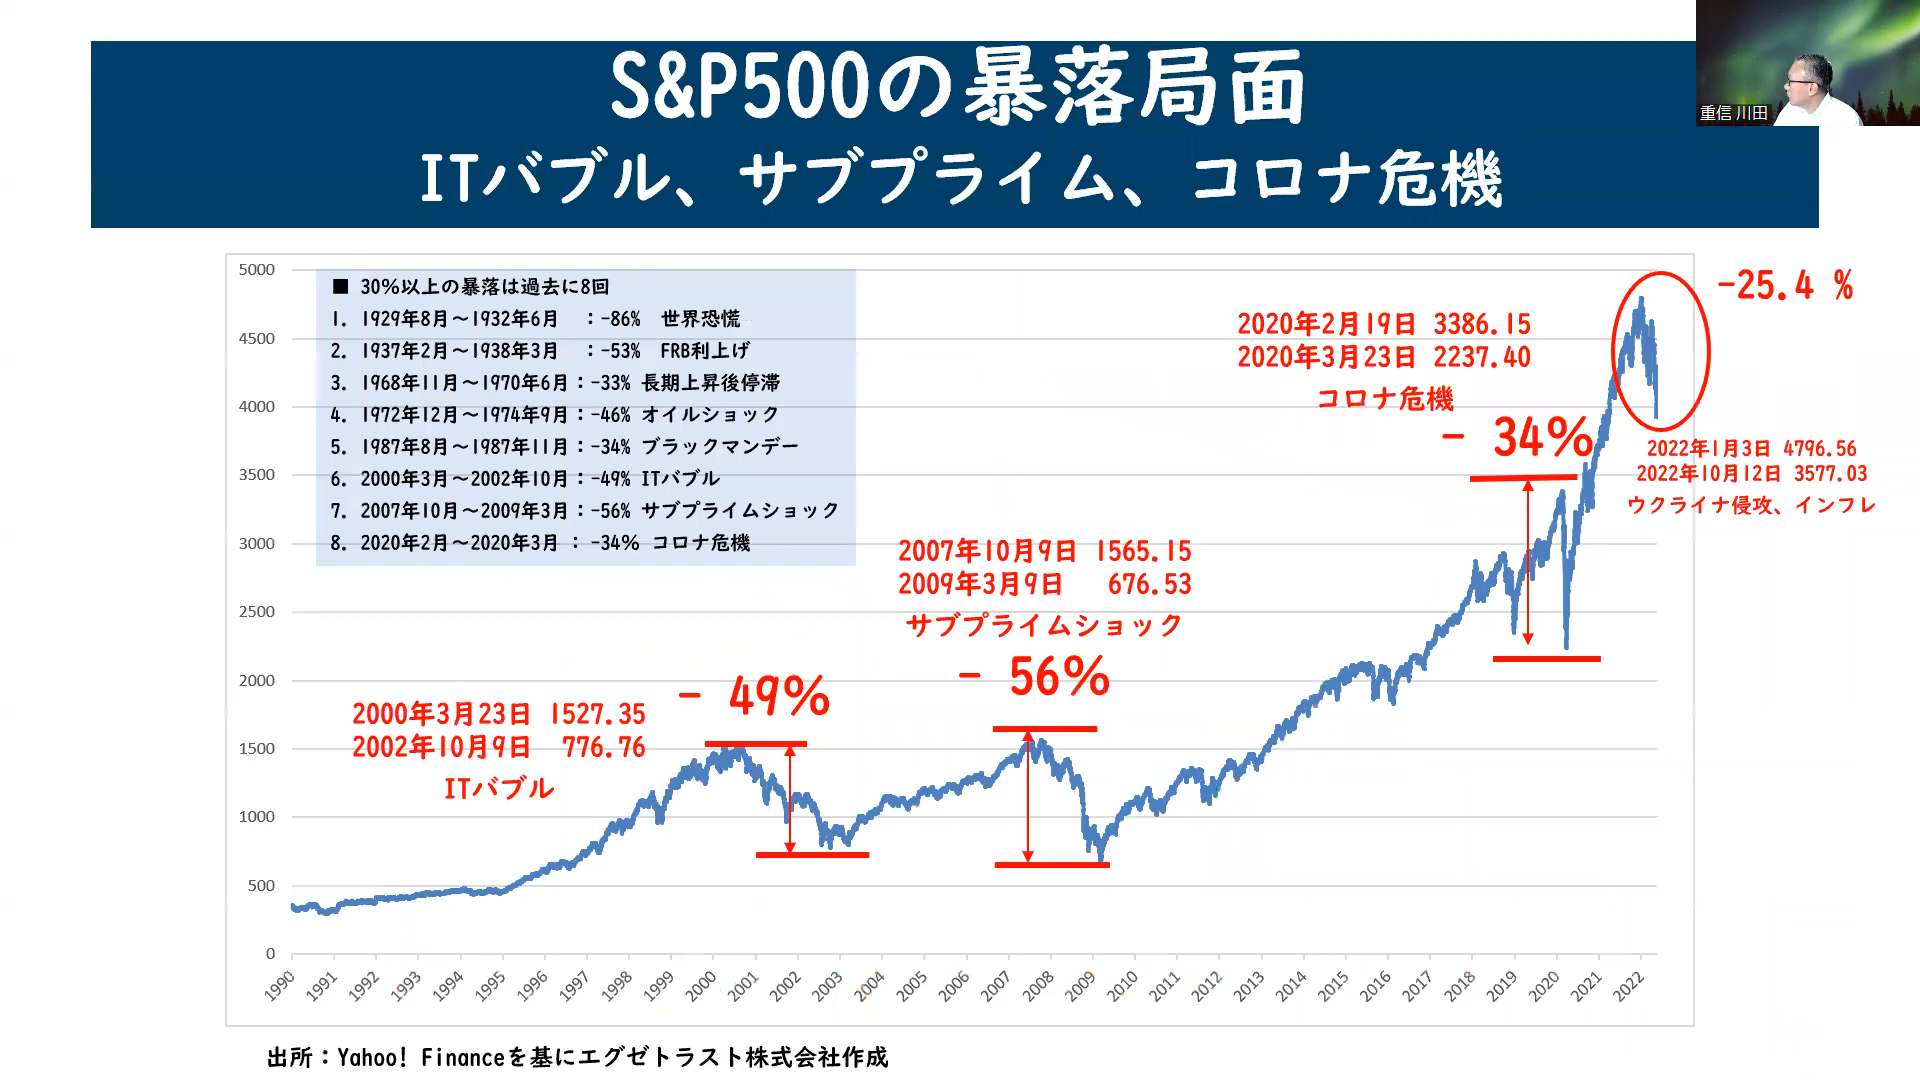 S&P500の暴落局面
ITバブル、サブプライム、コロナ危機
重信 川田
■ 30%以上の暴落は過去に8回
1. 1929年8月～1932年6月 ：-86% 世界恐慌
2. 1937年2月～1938年3月 ：-53% FRB利上げ
3. 1968年11月～1970年6月：-33% 長期上昇後停滞
4. 1972年12月～1974年9月：-46% オイルショック
5. 1987年8月～1987年11月：-34% ブラックマンデー
6. 2000年3月～2002年10月：-49% ITバブル
7. 2007年10月～2009年3月：-56% サブプライムショック
8. 2020年2月～2020年3月 ： -34% コロナ危機
2000年3月23日 1527.35
2002年10月9日 776.76
ITバブル
- 49%
2007年10月9日 1565.15
2009年3月9日 676.53
サブプライムショック
- 56%
2020年2月19日 3386.15
2020年3月23日 2237.40
コロナ危機
- 34%
-25.4 %
2022年1月3日 4796.56
2022年10月12日 3577.03
ウクライナ侵攻、インフレ
5000
4500
4000
3500
3000
2500
2000
1500
1000
500
0
1990 1991 1992 1993 1994 1995 1996 1997 1998 1999 2000 2001 2002 2003 2004 2005 2006 2007 2008 2009 2010 2011 2012 2013 2014 2015 2016 2017 2018 2019 2020 2021 2022
出所：Yahoo! Financeを基にエグゼトラスト株式会社作成